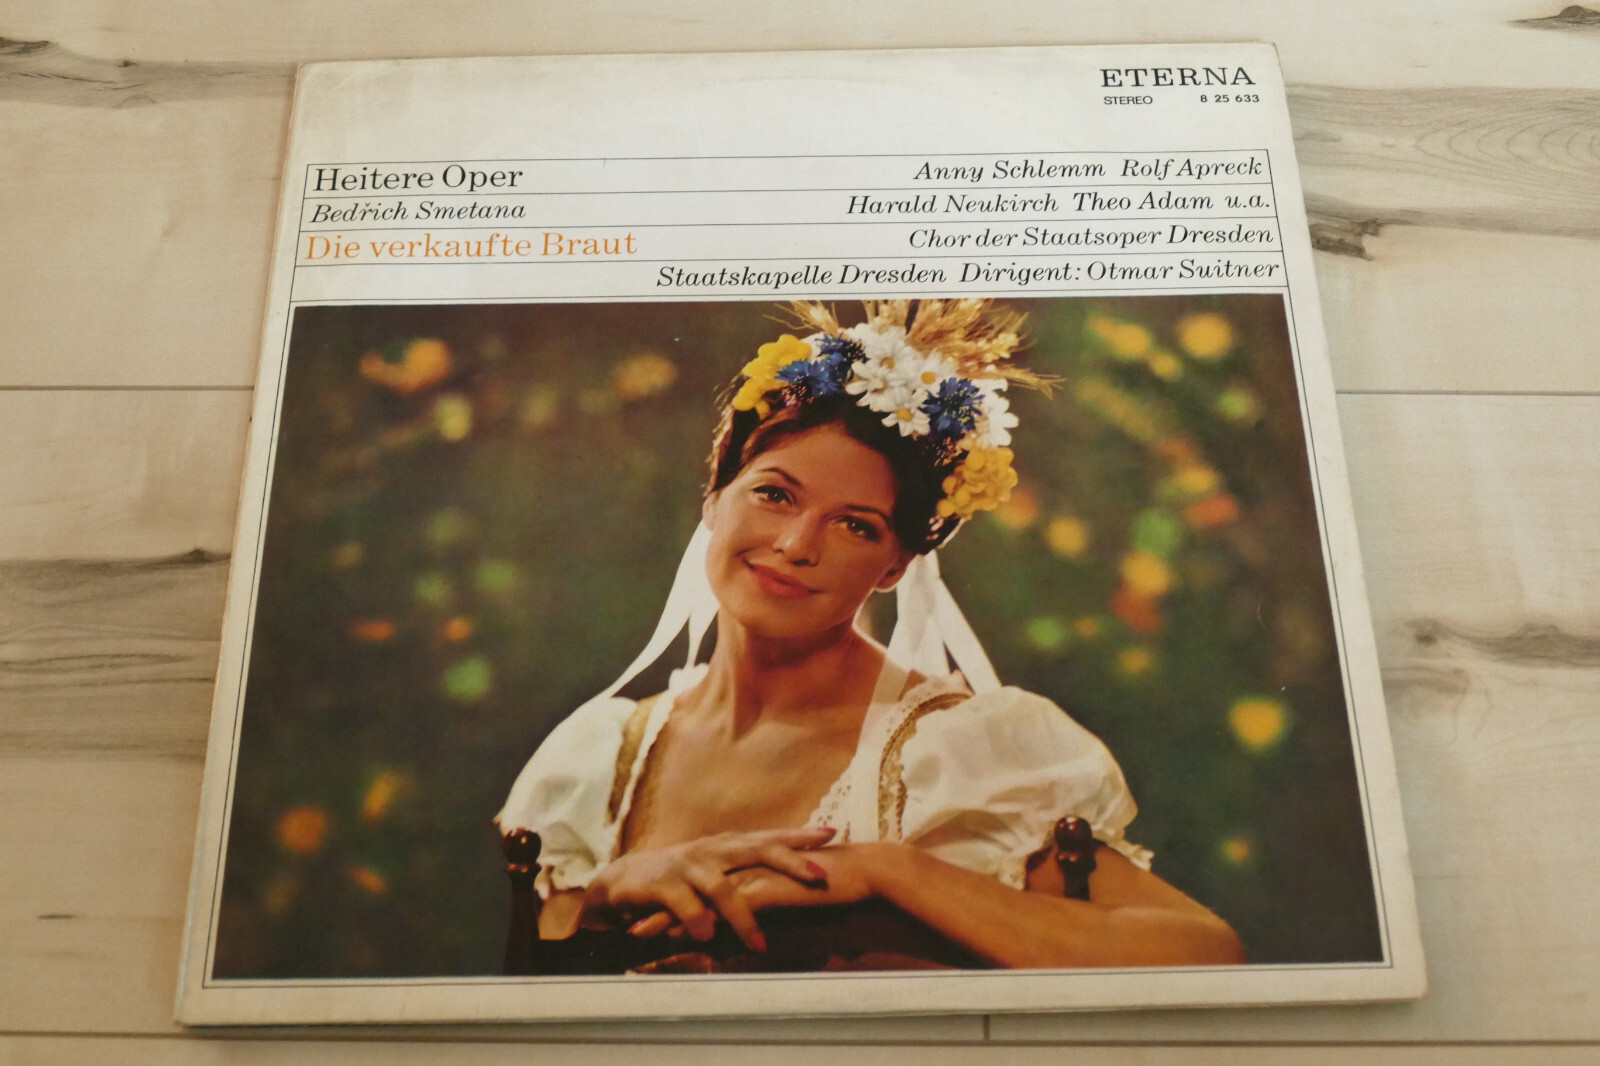 ETERNA
STEREO 8 25 633
Heitere Oper Anny Schlemm Rolf Apreck
Bedřich Smetana Harald Neukirch Theo Adam u.a.
Die verkaufte Braut Chor der Staatsoper Dresden
Staatskapelle Dresden Dirigent: Otmar Suitner